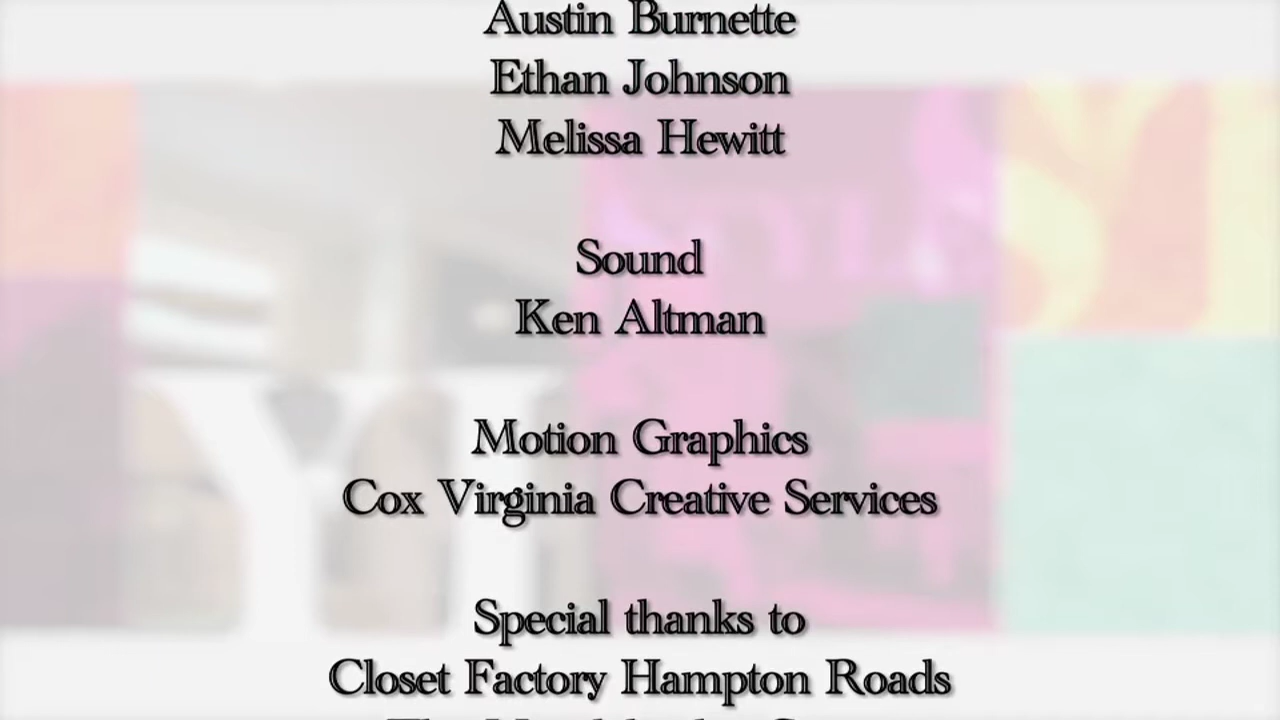 Austin Burnette
Ethan Johnson
Melissa Hewitt
Sound
Ken Altman
Motion Graphics
Cox Virginia Creative Services
Special thanks to
Closet Factory Hampton Roads